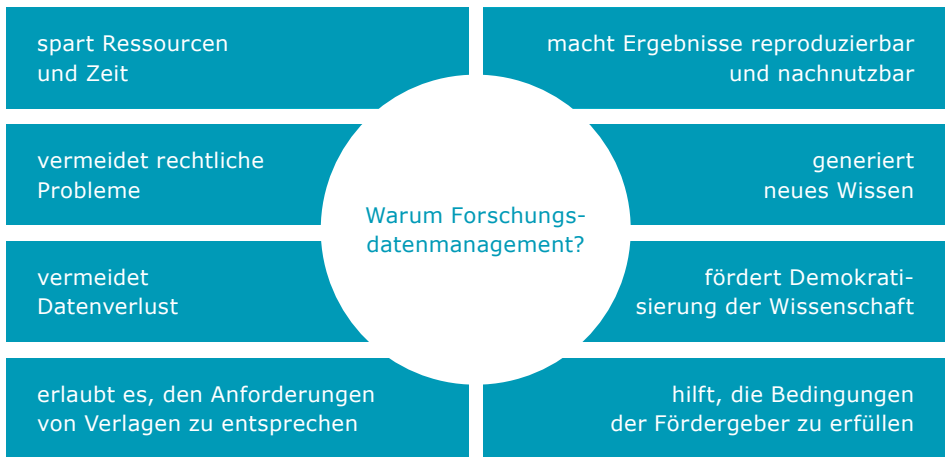 spart Ressourcen
und Zeit
macht Ergebnisse reproduzierbar
und nachnutzbar
vermeidet rechtliche
Probleme
generiert
neues Wissen
Warum Forschungs-
datenmanagement?
vermeidet
Datenverlust
fördert Demokrati-
sierung der Wissenschaft
erlaubt es, den Anforderungen
von Verlagen zu entsprechen
hilft, die Bedingungen
der Fördergeber zu erfüllen